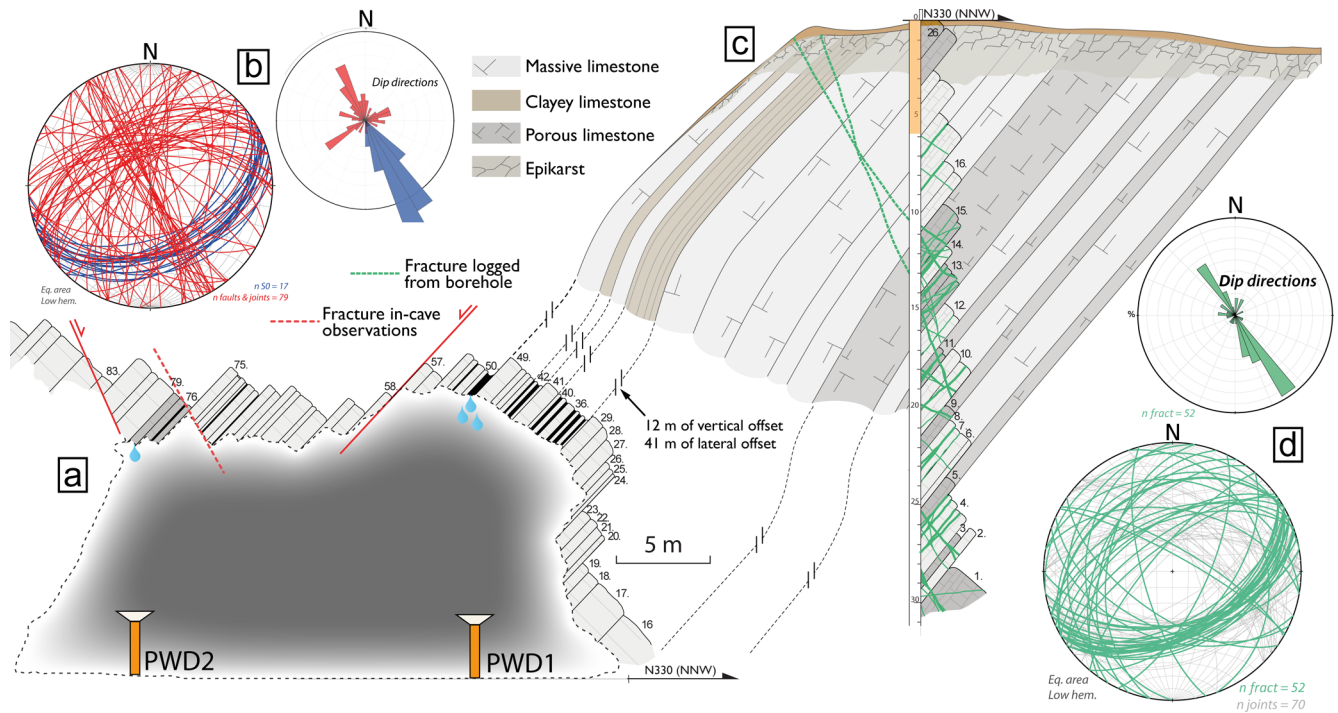 N
b
N
Dip directions
Eq. area
Low hem.
n S0 = 17
n faults & joints = 79
Massive limestone
Clayey limestone
Porous limestone
Epikarst
c
N330 (NNW)
0
5
10
15
20
25
30
26.
16.
15.
14.
13.
12.
11.
10.
9.
8.
7.
6.
5.
4.
3.
2.
1.
Fracture logged
from borehole
Fracture in-cave
observations
83.
79.
76.
75.
58.
57.
50.
49.
42.
41.
40.
36.
29.
28.
27.
26.
25.
24.
23.
22.
21.
20.
19.
18.
17.
16
12 m of vertical offset
41 m of lateral offset
a
5 m
PWD2
PWD1
N330 (NNW)
N
Dip directions
%
n fract = 52
N
d
Eq. area
Low hem.
n fract = 52
n joints = 70